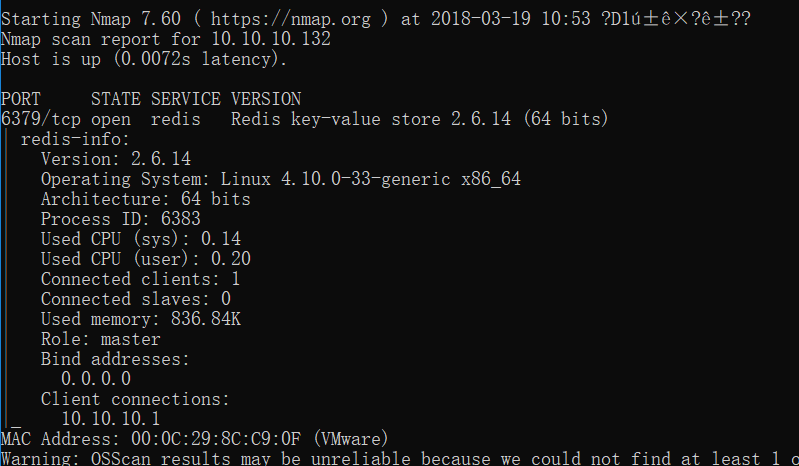 Starting Nmap 7.60 ( https://nmap.org ) at 2018-03-19 10:53 ?D1ú±ê×?ê±??
Nmap scan report for 10.10.10.132
Host is up (0.0072s latency).
PORT     STATE SERVICE VERSION
6379/tcp open  redis   Redis key-value store 2.6.14 (64 bits)
| redis-info:
|   Version: 2.6.14
|   Operating System: Linux 4.10.0-33-generic x86_64
|   Architecture: 64 bits
|   Process ID: 6383
|   Used CPU (sys): 0.14
|   Used CPU (user): 0.20
|   Connected clients: 1
|   Connected slaves: 0
|   Used memory: 836.84K
|   Role: master
|   Bind addresses:
|     0.0.0.0
|   Client connections:
|_    10.10.10.1
MAC Address: 00:0C:29:8C:C9:0F (VMware)
Warning: OSScan results may be unreliable because we could not find at least 1